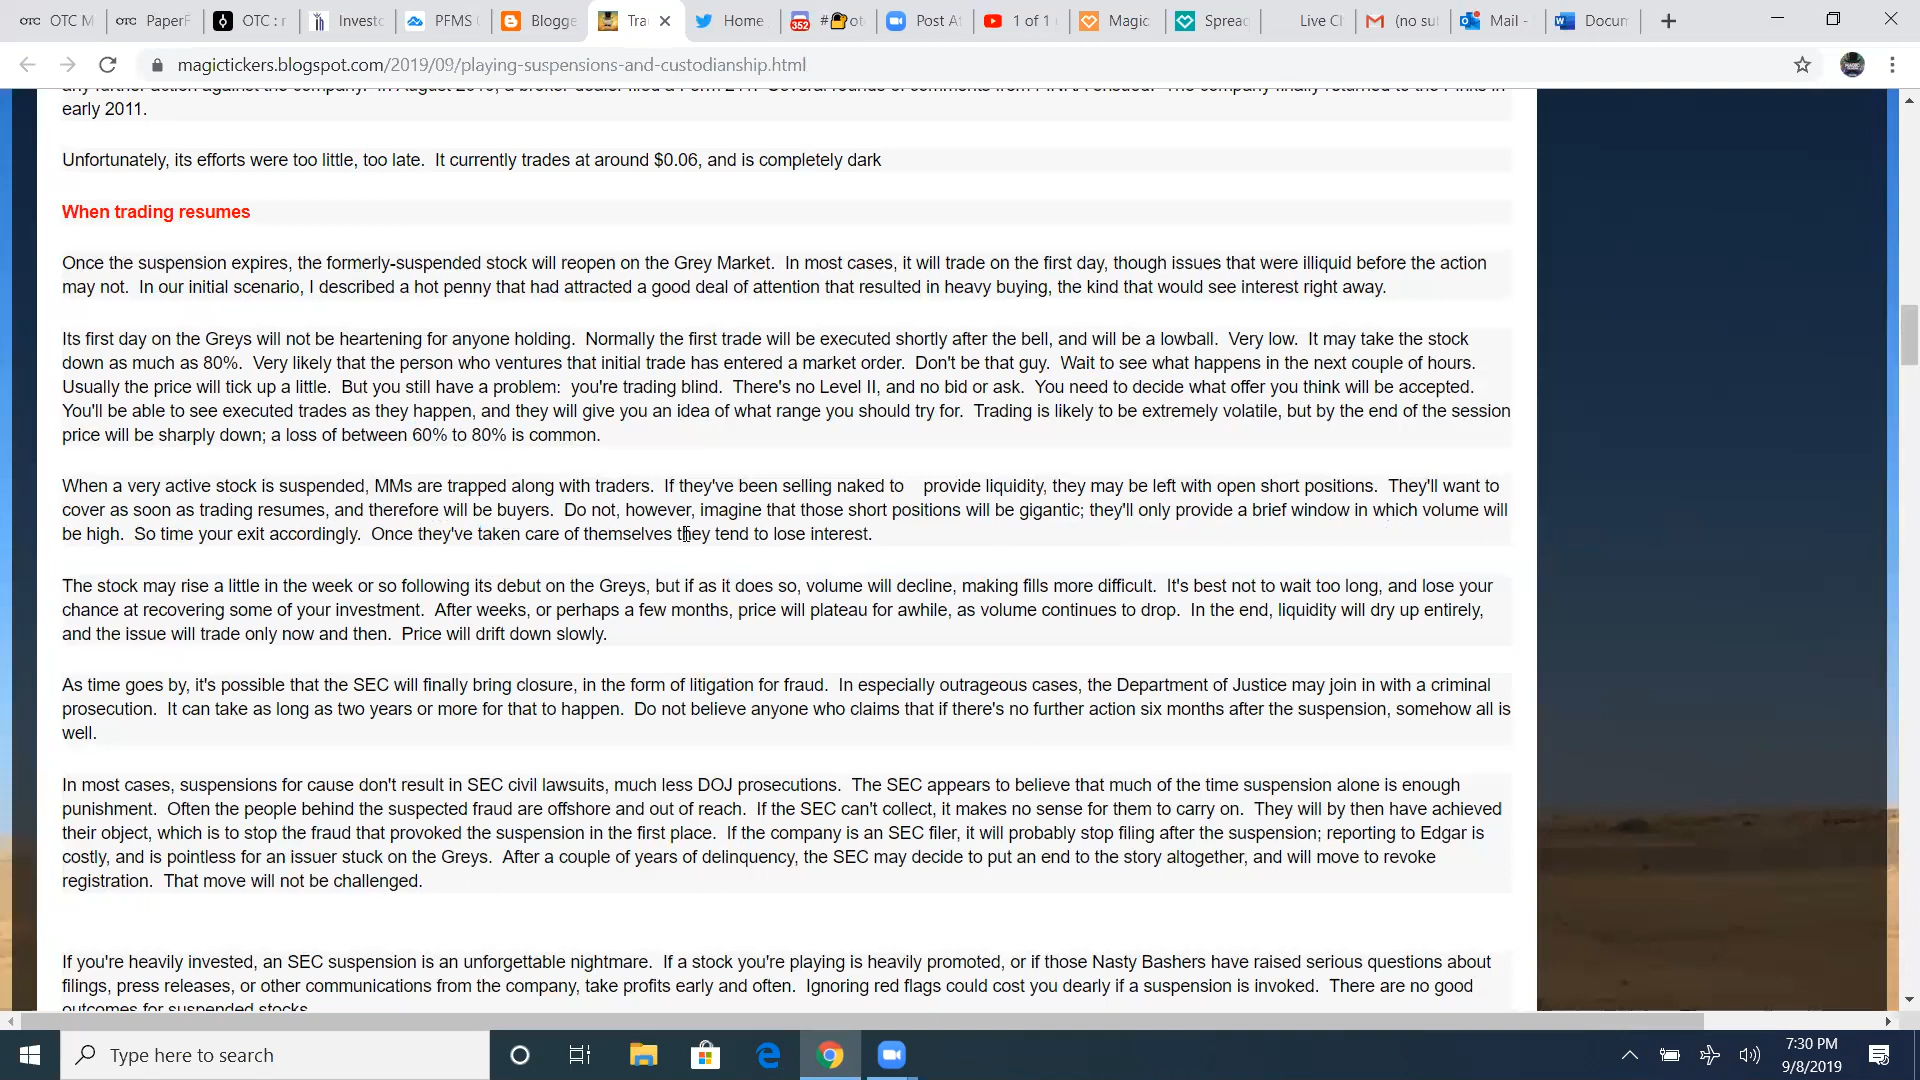 OTC M
PaperF
OTC : r
Investo
PFMS
Blogge
Tra
Home
#
ot
352
Post At
1 of 1
Magic
Spread
Live Ch
(no su
Mail -
Docum
magictickers.blogspot.com/2019/09/playing-suspensions-and-custodianship.html
early 2011.
Unfortunately, its efforts were too little, too late.  It currently trades at around $0.06, and is completely dark
When trading resumes
Once the suspension expires, the formerly-suspended stock will reopen on the Grey Market.  In most cases, it will trade on the first day, though issues that were illiquid before the action
may not.  In our initial scenario, I described a hot penny that had attracted a good deal of attention that resulted in heavy buying, the kind that would see interest right away.
Its first day on the Greys will not be heartening for anyone holding.  Normally the first trade will be executed shortly after the bell, and will be a lowball.  Very low.  It may take the stock
down as much as 80%.  Very likely that the person who ventures that initial trade has entered a market order.  Don't be that guy.  Wait to see what happens in the next couple of hours.
Usually the price will tick up a little.  But you still have a problem:  you're trading blind.  There's no Level II, and no bid or ask.  You need to decide what offer you think will be accepted.
You'll be able to see executed trades as they happen, and they will give you an idea of what range you should try for.  Trading is likely to be extremely volatile, but by the end of the session
price will be sharply down; a loss of between 60% to 80% is common.
When a very active stock is suspended, MMs are trapped along with traders.  If they've been selling naked to    provide liquidity, they may be left with open short positions.  They'll want to
cover as soon as trading resumes, and therefore will be buyers.  Do not, however, imagine that those short positions will be gigantic; they'll only provide a brief window in which volume will
be high.  So time your exit accordingly.  Once they've taken care of themselves they tend to lose interest.
The stock may rise a little in the week or so following its debut on the Greys, but if as it does so, volume will decline, making fills more difficult.  It's best not to wait too long, and lose your
chance at recovering some of your investment.  After weeks, or perhaps a few months, price will plateau for awhile, as volume continues to drop.  In the end, liquidity will dry up entirely,
and the issue will trade only now and then.  Price will drift down slowly.
As time goes by, it's possible that the SEC will finally bring closure, in the form of litigation for fraud.  In especially outrageous cases, the Department of Justice may join in with a criminal
prosecution.  It can take as long as two years or more for that to happen.  Do not believe anyone who claims that if there's no further action six months after the suspension, somehow all is
well.
In most cases, suspensions for cause don't result in SEC civil lawsuits, much less DOJ prosecutions.  The SEC appears to believe that much of the time suspension alone is enough
punishment.  Often the people behind the suspected fraud are offshore and out of reach.  If the SEC can't collect, it makes no sense for them to carry on.  They will by then have achieved
their object, which is to stop the fraud that provoked the suspension in the first place.  If the company is an SEC filer, it will probably stop filing after the suspension; reporting to Edgar is
costly, and is pointless for an issuer stuck on the Greys.  After a couple of years of delinquency, the SEC may decide to put an end to the story altogether, and will move to revoke
registration.  That move will not be challenged.
If you're heavily invested, an SEC suspension is an unforgettable nightmare.  If a stock you're playing is heavily promoted, or if those Nasty Bashers have raised serious questions about
filings, press releases, or other communications from the company, take profits early and often.  Ignoring red flags could cost you dearly if a suspension is invoked.  There are no good
outcomes for suspended stocks
Type here to search
7:30 PM
9/8/2019